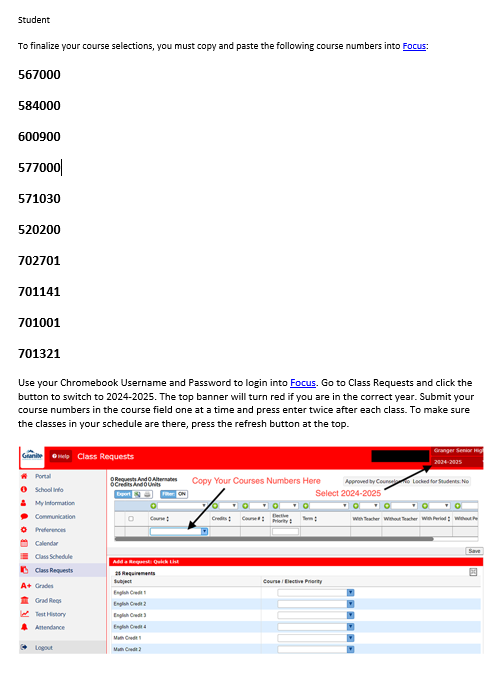 Student
To finalize your course selections, you must copy and paste the following course numbers into Focus:
567000
584000
600900
577000
571030
520200
702701
701141
701001
701321
Use your Chromebook Username and Password to login into Focus. Go to Class Requests and click the
button to switch to 2024-2025. The top banner will turn red if you are in the correct year. Submit your
course numbers in the course field one at a time and press enter twice after each class. To make sure
the classes in your schedule are there, press the refresh button at the top.
Granite Help Class Requests Granger Senior High
2024-2025
Portal
School Info
My Information
Communication
Preferences
Calendar
Class Schedule
Class Requests
A+ Grades
Grad Reqs
Test History
Attendance
Logout
0 Requests And 0 Alternates
0 Credits And 0 Units
Copy Your Courses Numbers Here
Approved by Counselor: No Locked for Students: No
Export Filter: ON
Select 2024-2025
Course Credits Course # Elective Priority Term With Teacher Without Teacher With Period Without Pe
Save
Add a Request: Quick List
25 Requirements
Subject Course / Elective Priority
English Credit 1
English Credit 2
English Credit 3
English Credit 4
Math Credit 1
Math Credit 2